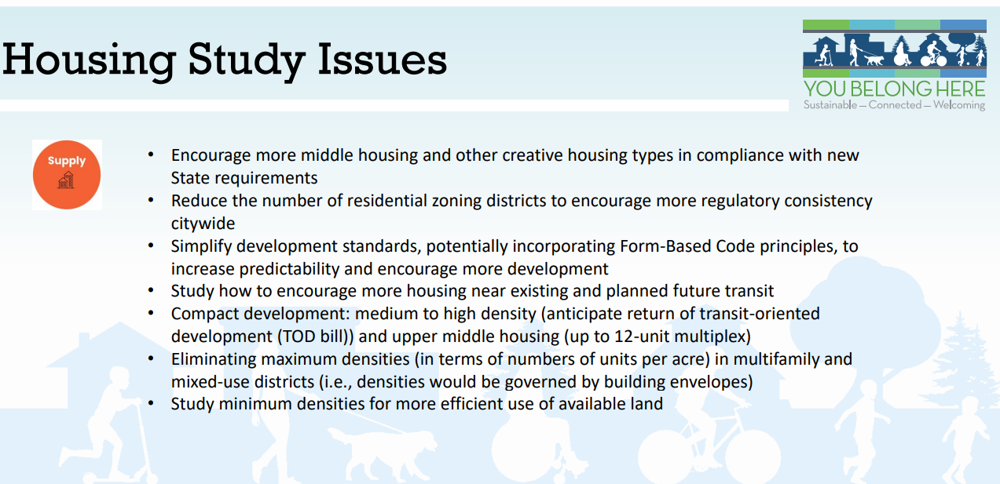 Housing Study Issues
YOU BELONG HERE
Sustainable — Connected — Welcoming
Supply
• Encourage more middle housing and other creative housing types in compliance with new
State requirements
• Reduce the number of residential zoning districts to encourage more regulatory consistency
citywide
• Simplify development standards, potentially incorporating Form-Based Code principles, to
increase predictability and encourage more development
• Study how to encourage more housing near existing and planned future transit
• Compact development: medium to high density (anticipate return of transit-oriented
development (TOD bill)) and upper middle housing (up to 12-unit multiplex)
• Eliminating maximum densities (in terms of numbers of units per acre) in multifamily and
mixed-use districts (i.e., densities would be governed by building envelopes)
• Study minimum densities for more efficient use of available land